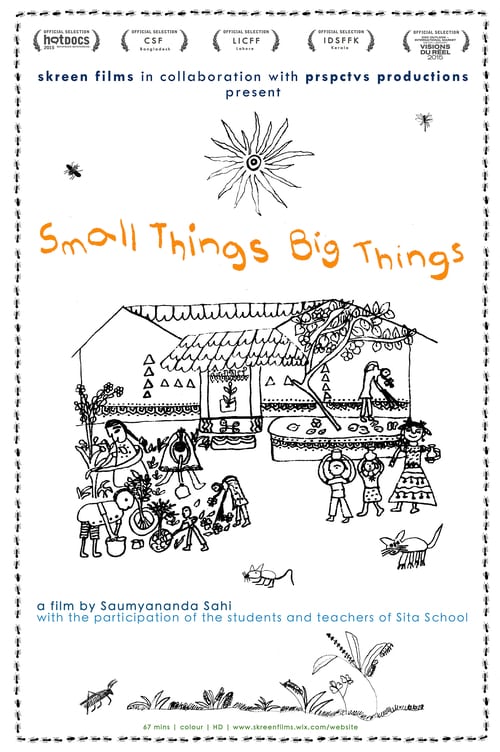 OFFICIAL SELECTION
hotDOCS
2015
OFFICIAL SELECTION
CSF
Bangladesh
OFFICIAL SELECTION
LICFF
Lahore
OFFICIAL SELECTION
IDSFFK
Kerala
OFFICIAL SELECTION
VISIONS
DU RÉEL
2015
skreen films in collaboration with prspctvs productions
present
Small Things Big Things
a film by Saumyananda Sahi
with the participation of the students and teachers of Sita School
67 mins | colour | HD | www.skreenfilms.wix.com/website